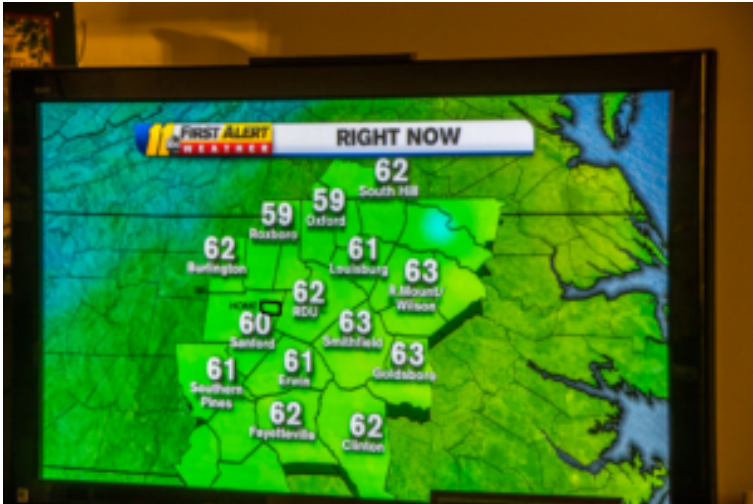 11 FIRST ALERT
WEATHER
RIGHT NOW
62
South Hill
59
Oxford
59
Roxboro
62
Burlington
61
Louisburg
63
R.Mount/
Wilson
HOME
62
RDU
60
Sanford
63
Smithfield
63
Goldsboro
61
Southern
Pines
61
Erwin
62
Fayetteville
62
Clinton